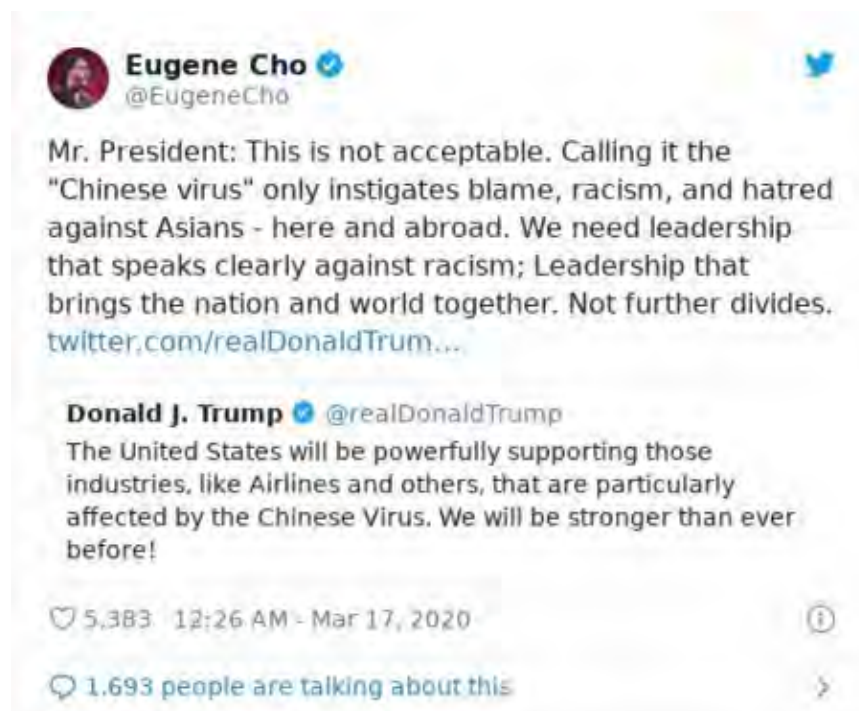 Eugene Cho
@EugeneCho
Mr. President: This is not acceptable. Calling it the
"Chinese virus" only instigates blame, racism, and hatred
against Asians - here and abroad. We need leadership
that speaks clearly against racism; Leadership that
brings the nation and world together. Not further divides.
twitter.com/realDonaldTrum...
Donald J. Trump @realDonaldTrump
The United States will be powerfully supporting those
industries, like Airlines and others, that are particularly
affected by the Chinese Virus. We will be stronger than ever
before!
5,383 12:26 AM - Mar 17, 2020
1,693 people are talking about this